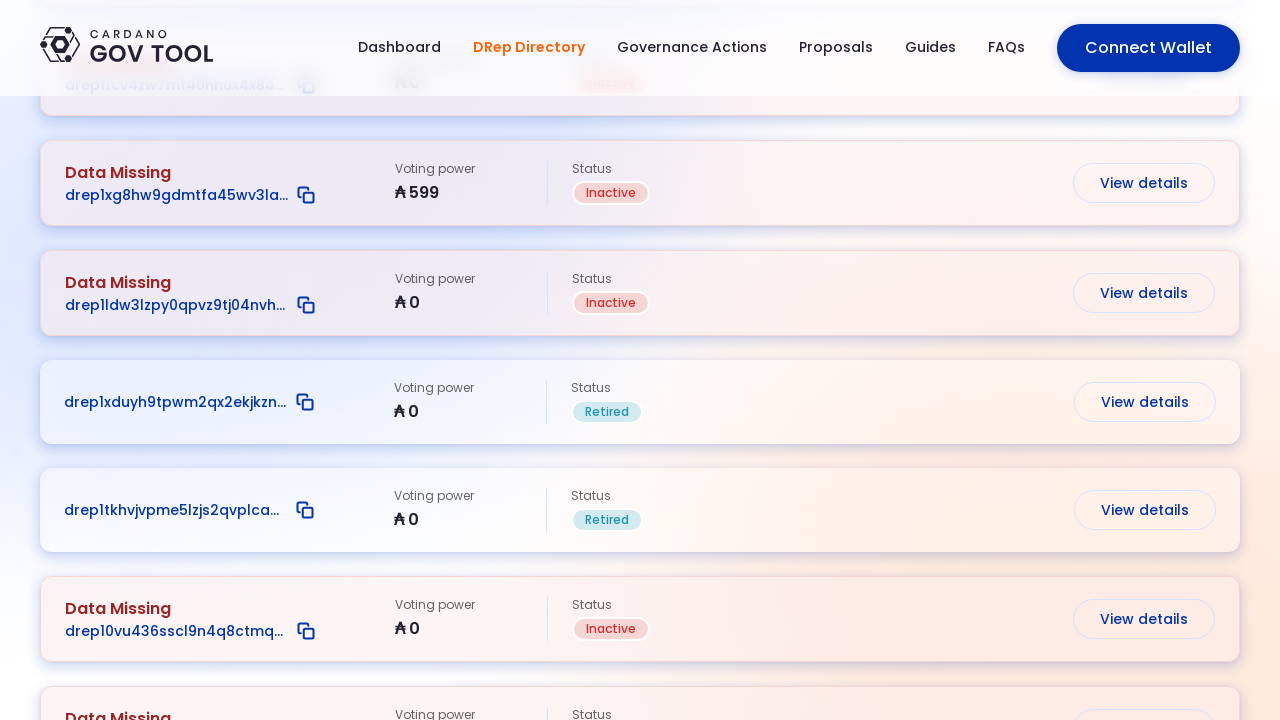 CARDANO
GOV TOOL
Dashboard
DRep Directory
Governance Actions
Proposals
Guides
FAQs
Connect Wallet
Data Missing
drep1xg8hw9gdmtfa45wv3la...
Voting power
₳ 599
Status
Inactive
View details
Data Missing
drep1ldw3lzpy0qpvz9tj04nvh...
Voting power
₳ 0
Status
Inactive
View details
drep1xduyh9tpwm2qx2ekjkzn...
Voting power
₳ 0
Status
Retired
View details
drep1tkhvjvpme5lzjs2qvplca...
Voting power
₳ 0
Status
Retired
View details
Data Missing
drep10vu436sscl9n4q8ctmq...
Voting power
₳ 0
Status
Inactive
View details
Data Missing
Voting power
Status